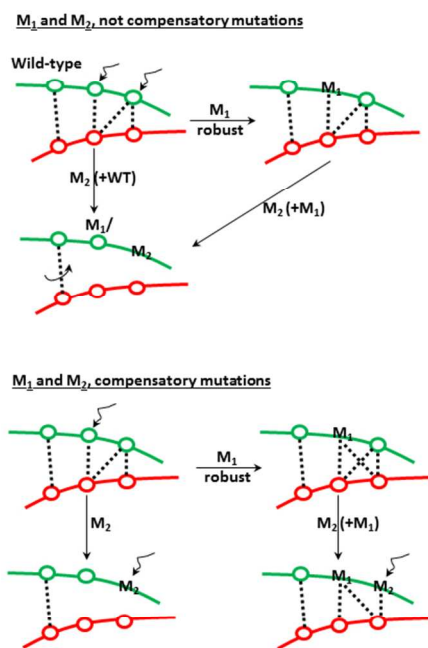 M₁ and M₂, not compensatory mutations
Wild-type
M₁
M₁
robust
M₂ (+WT)
M₂ (+M₁)
M₁/
M₂
M₁ and M₂, compensatory mutations
M₁
M₁
robust
M₂
M₂ (+M₁)
M₂
M₁
M₂